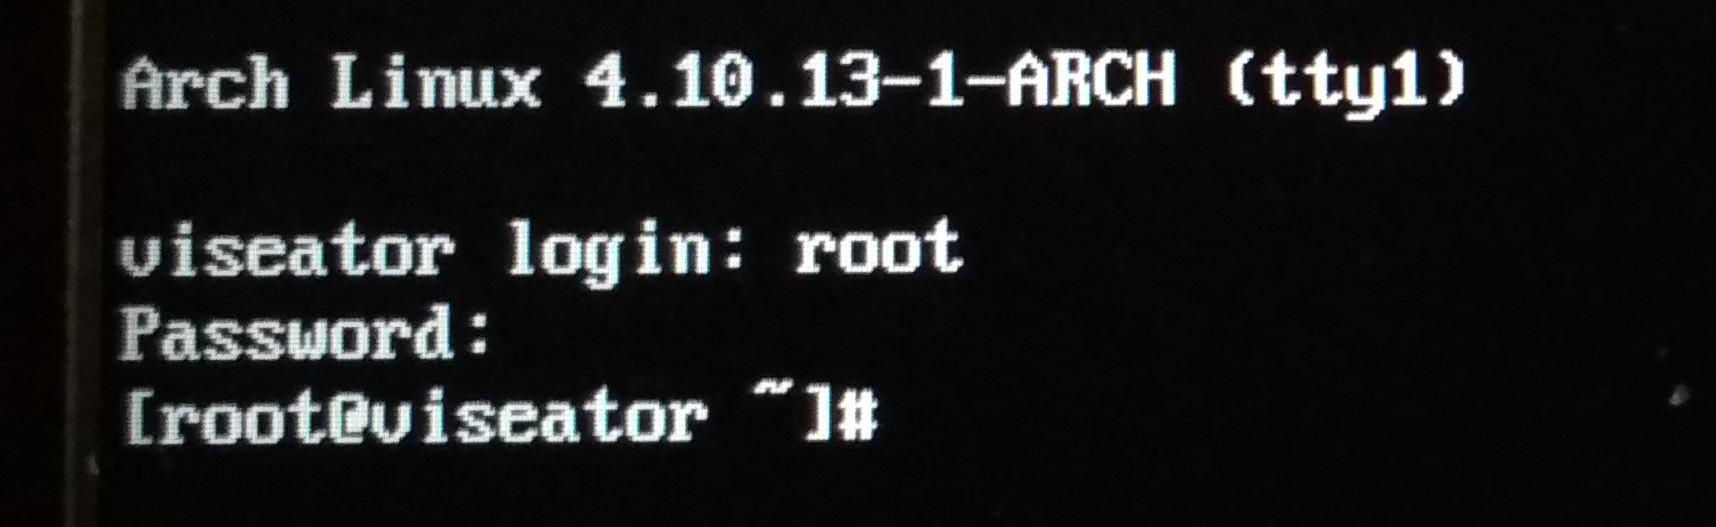 Arch Linux 4.10.13-1-ARCH (tty1)
viseator login: root
Password:
[root@viseator ~]#